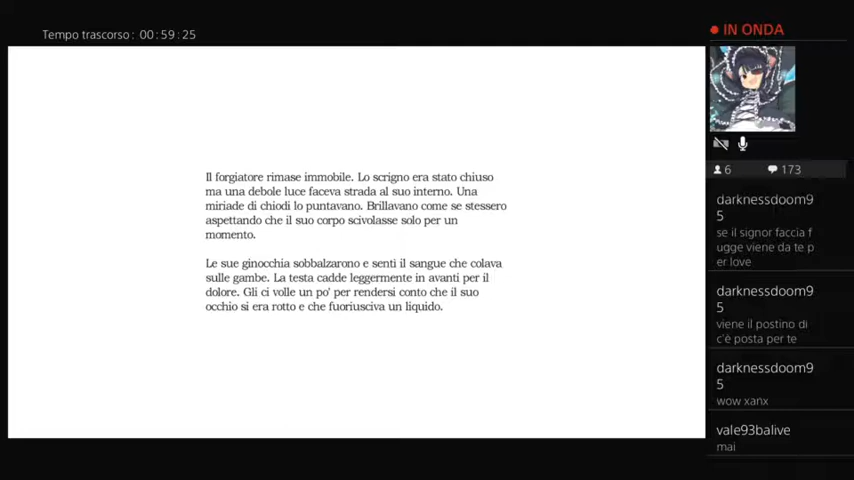 Tempo trascorso: 00:59:25
IN ONDA
Il forgiatore rimase immobile. Lo scrigno era stato chiuso
ma una debole luce faceva strada al suo interno. Una
miriade di chiodi lo puntavano. Brillavano come se stessero
aspettando che il suo corpo scivolasse solo per un
momento.
Le sue ginocchia sobbalzarono e sentì il sangue che colava
sulle gambe. La testa cadde leggermente in avanti per il
dolore. Gli ci volle un po' per rendersi conto che il suo
occhio si era rotto e che fuoriusciva un liquido.
6
173
darknessdoom9
5
se il signor faccia f
ugge viene da te p
er love
darknessdoom9
5
viene il postino di
c'è posta per te
darknessdoom9
5
wow xanx
vale93balive
mai